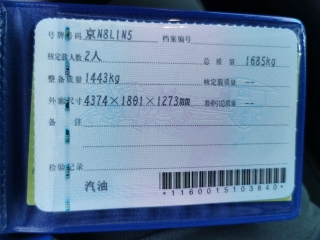 号牌号码 京N8L1N5 档案编号
核定载人数 2人 总质量 1685kg
整备质量 1443kg 核定载质量 --
外廓尺寸 4374×1801×1273mm 准牵引总质量 --
备注
检验记录
汽油
*1160015103840*